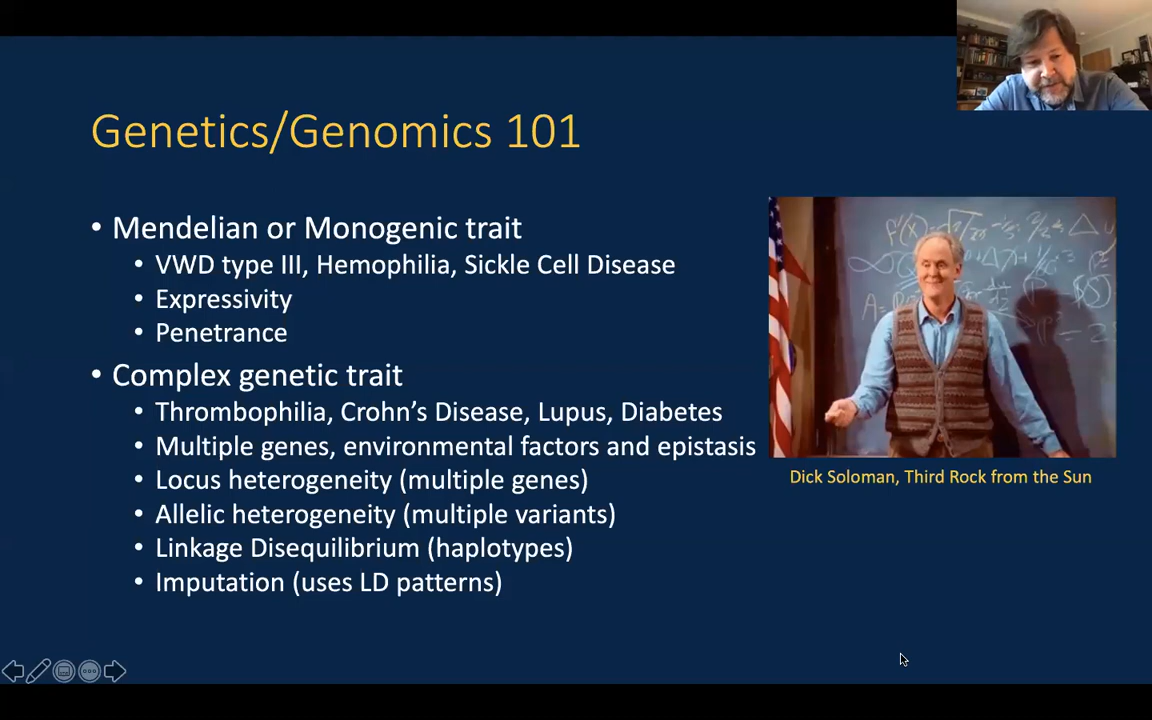 Genetics/Genomics 101
• Mendelian or Monogenic trait
• VWD type III, Hemophilia, Sickle Cell Disease
• Expressivity
• Penetrance
• Complex genetic trait
• Thrombophilia, Crohn's Disease, Lupus, Diabetes
• Multiple genes, environmental factors and epistasis
• Locus heterogeneity (multiple genes)
• Allelic heterogeneity (multiple variants)
• Linkage Disequilibrium (haplotypes)
• Imputation (uses LD patterns)
Dick Soloman, Third Rock from the Sun